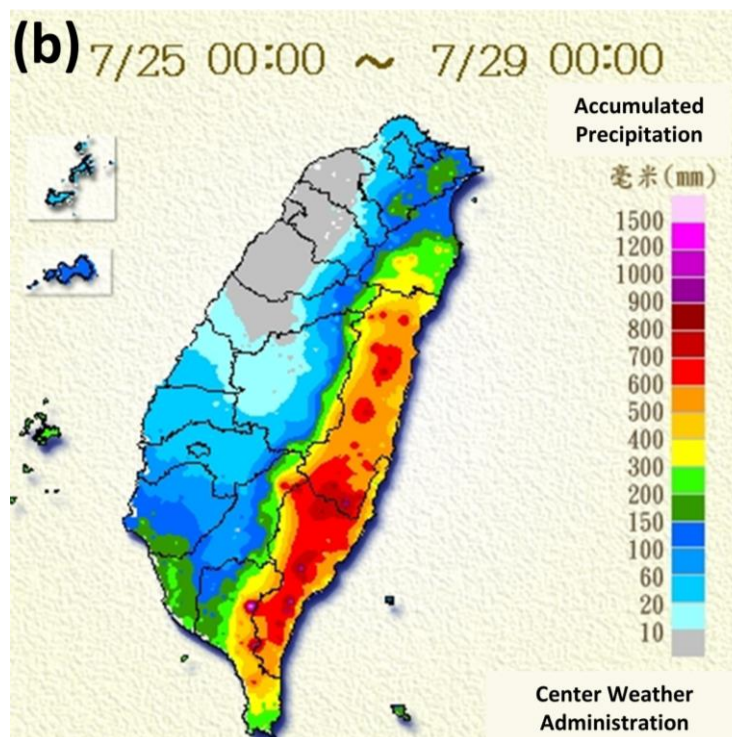 (b) 7/25 00:00 ~ 7/29 00:00
Accumulated
Precipitation
毫米(mm)
1500
1200
1000
900
800
700
600
500
400
300
200
150
100
60
20
10
Center Weather
Administration